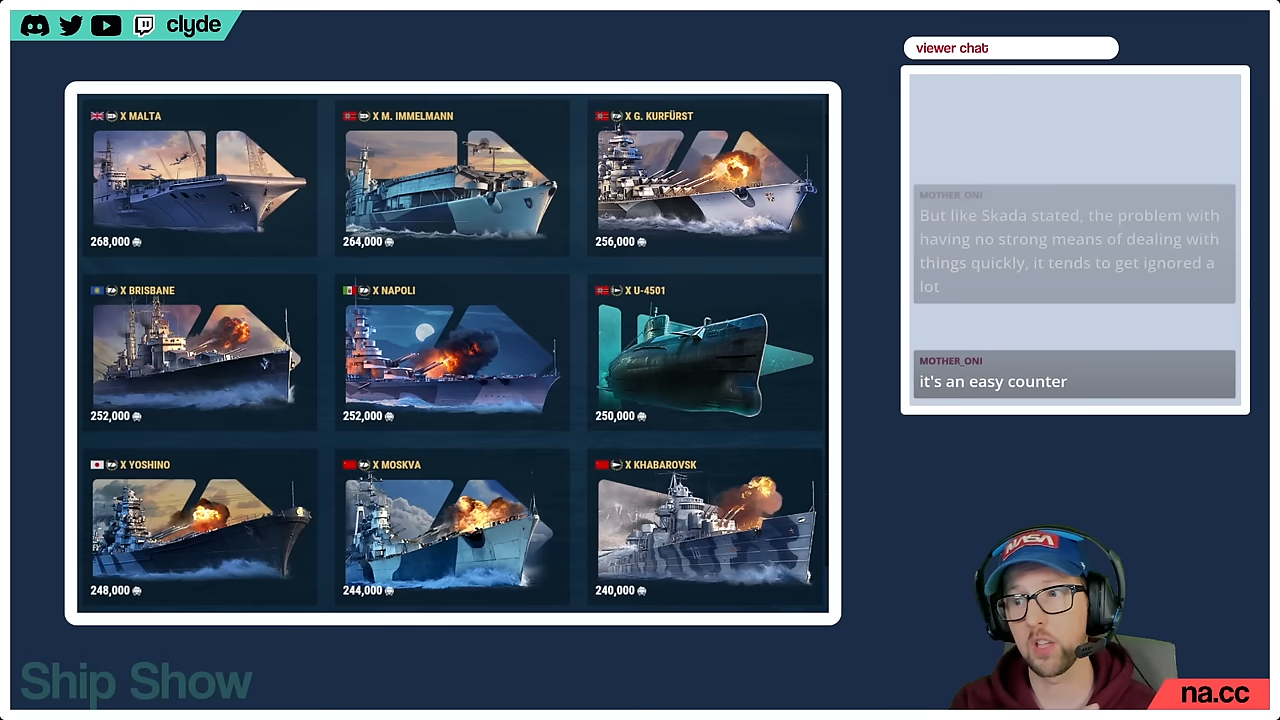 clyde
viewer chat
X MALTA
268,000
X M. IMMELMANN
264,000
X G. KURFÜRST
256,000
X BRISBANE
252,000
X NAPOLI
252,000
X U-4501
250,000
X YOSHINO
248,000
X MOSKVA
244,000
X KHABAROVSK
240,000
MOTHER_ONI
But like Skada stated, the problem with
having no strong means of dealing with
things quickly, it tends to get ignored a
lot
MOTHER_ONI
it's an easy counter
NASA
Ship Show
na.cc